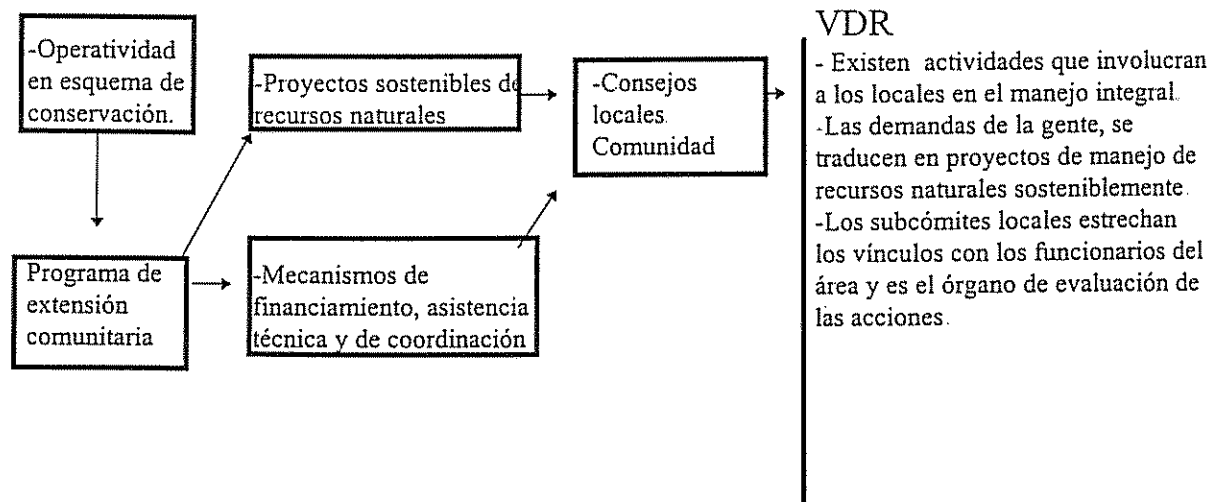 -Operatividad
en esquema de
conservación.
Programa de
extensión
comunitaria
-Proyectos sostenibles de
recursos naturales
-Mecanismos de
financiamiento, asistencia
técnica y de coordinación
-Consejos
locales.
Comunidad
VDR
- Existen actividades que involucran
a los locales en el manejo integral.
-Las demandas de la gente, se
traducen en proyectos de manejo de
recursos naturales sosteniblemente.
-Los subcómites locales estrechan
los vínculos con los funcionarios del
área y es el órgano de evaluación de
las acciones.